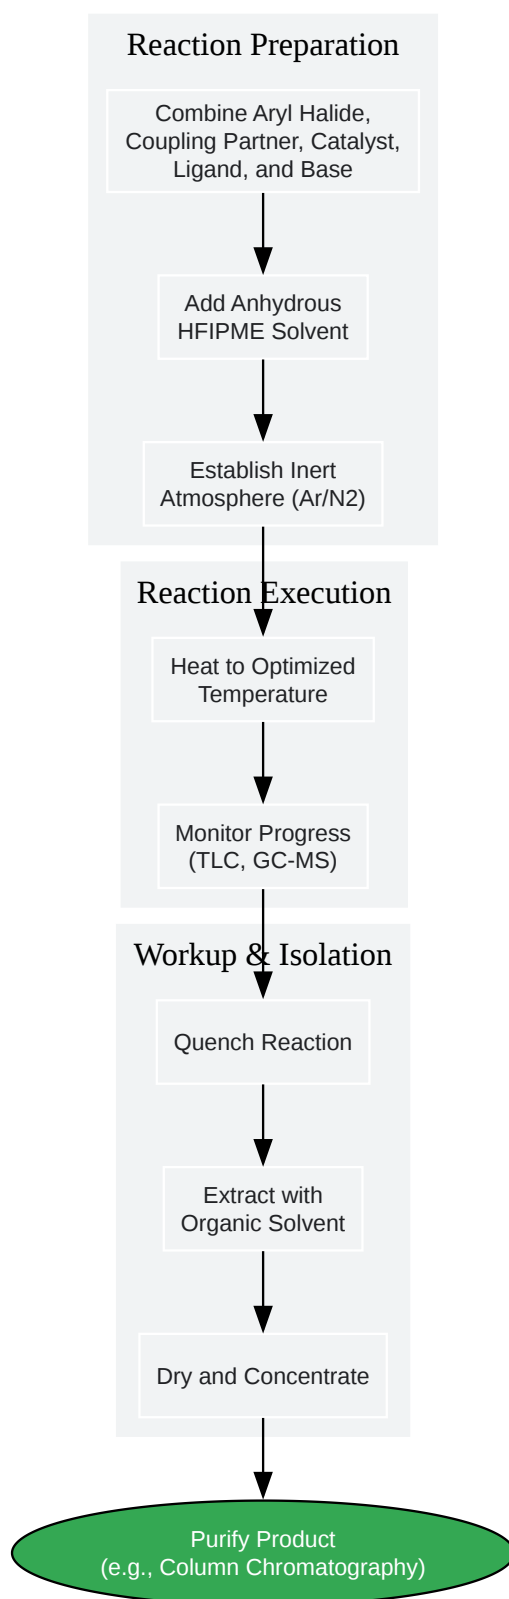 Reaction Preparation
Combine Aryl Halide,
Coupling Partner, Catalyst,
Ligand, and Base
Add Anhydrous
HFIPME Solvent
Establish Inert
Atmosphere (Ar/N2)
Reaction Execution
Heat to Optimized
Temperature
Monitor Progress
(TLC, GC-MS)
Workup & Isolation
Quench Reaction
Extract with
Organic Solvent
Dry and Concentrate
Purify Product
(e.g., Column Chromatography)